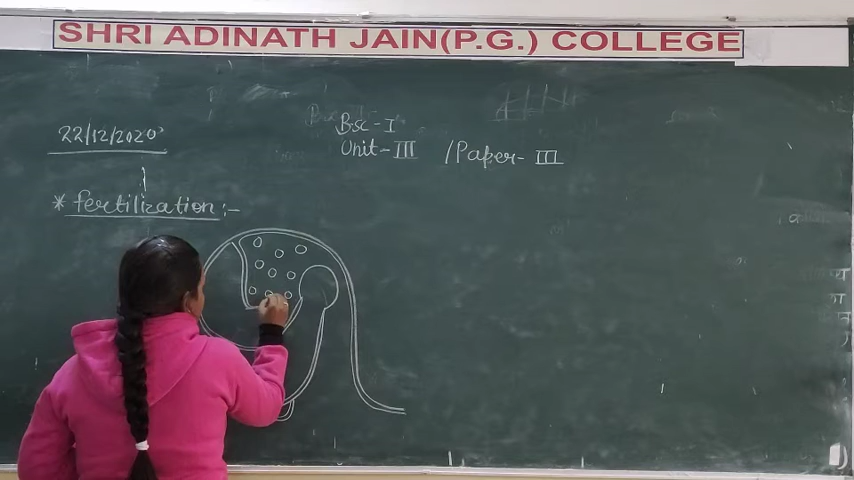 SHRI ADINATH JAIN(P.G.) COLLEGE
Bsc-I
22/12/2020
Unit-III /Paper-III
* fertilization:-